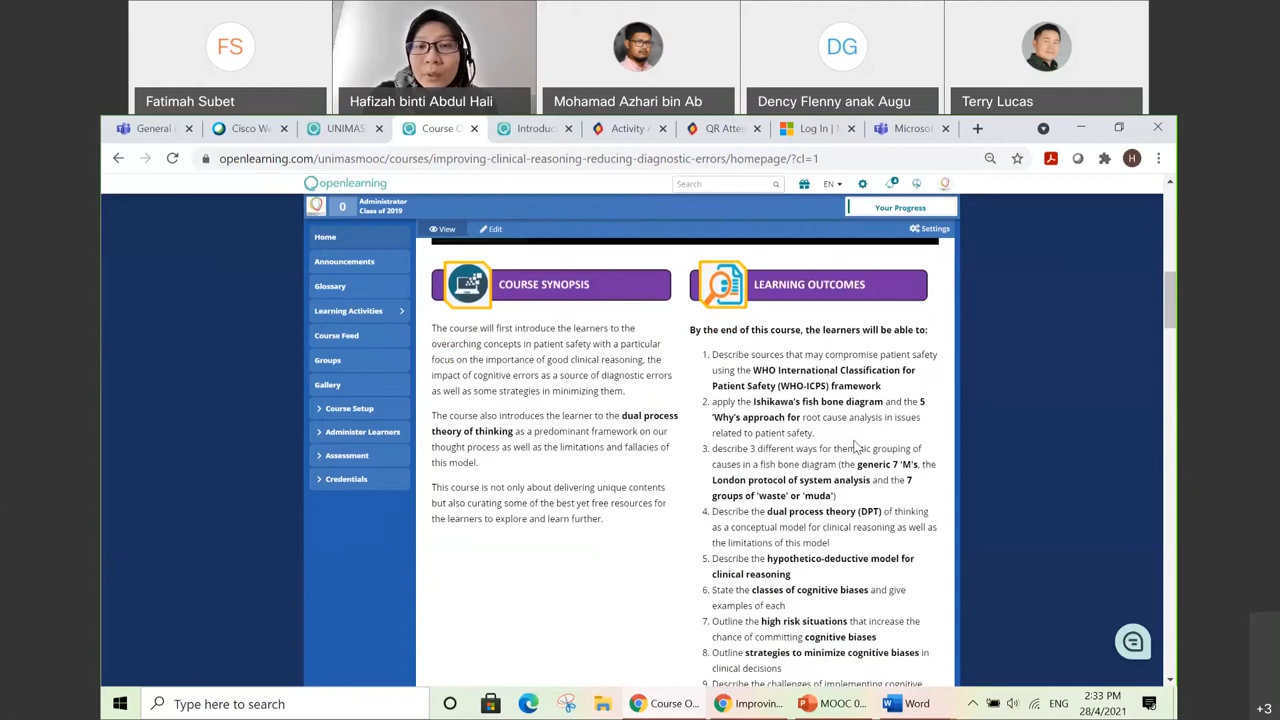 FS
DG
Fatimah Subet
Hafizah binti Abdul Hali
Mohamad Azhari bin Ab
Dency Flenny anak Augu
Terry Lucas
General
Cisco We
UNIMAS
Course O
Introduc
Activity
QR Atten
Log In | M
Microso
openlearning.com/unimasmooc/courses/improving-clinical-reasoning-reducing-diagnostic-errors/homepage/?cl=1
H
openlearning
Search
EN
0
Administrator
Class of 2019
Your Progress
View
Edit
Settings
Home
Announcements
Glossary
Learning Activities
Course Feed
Groups
Gallery
Course Setup
Administer Learners
Assessment
Credentials
COURSE SYNOPSIS
The course will first introduce the learners to the
overarching concepts in patient safety with a particular
focus on the importance of good clinical reasoning, the
impact of cognitive errors as a source of diagnostic errors
as well as some strategies in minimizing them.
The course also introduces the learner to the dual process
theory of thinking as a predominant framework on our
thought process as well as the limitations and fallacies of
this model.
This course is not only about delivering unique contents
but also curating some of the best yet free resources for
the learners to explore and learn further.
LEARNING OUTCOMES
By the end of this course, the learners will be able to:
1. Describe sources that may compromise patient safety
using the WHO International Classification for
Patient Safety (WHO-ICPS) framework
2. apply the Ishikawa's fish bone diagram and the 5
'Why's approach for root cause analysis in issues
related to patient safety.
3. describe 3 different ways for thematic grouping of
causes in a fish bone diagram (the generic 7 'M's, the
London protocol of system analysis and the 7
groups of 'waste' or 'muda')
4. Describe the dual process theory (DPT) of thinking
as a conceptual model for clinical reasoning as well as
the limitations of this model
5. Describe the hypothetico-deductive model for
clinical reasoning
6. State the classes of cognitive biases and give
examples of each
7. Outline the high risk situations that increase the
chance of committing cognitive biases
8. Outline strategies to minimize cognitive biases in
clinical decisions
9. Describe the challenges of implementing cognitive
Type here to search
Course O...
Improvin...
MOOC 0...
Word
ENG
2:33 PM
28/4/2021
+3